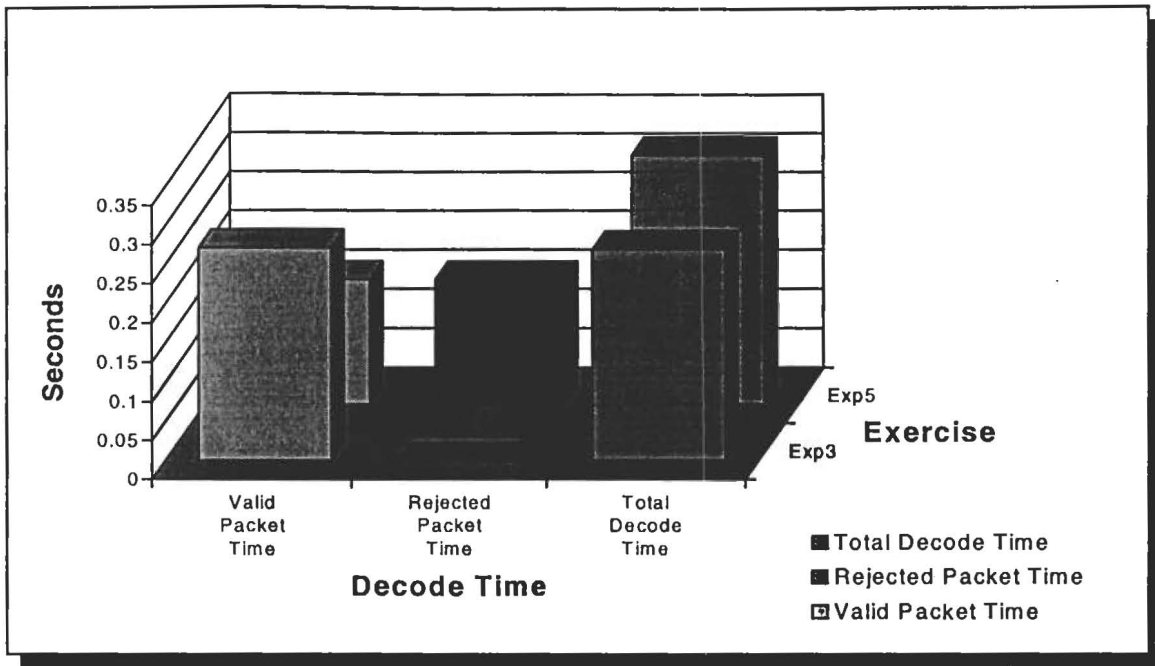 0.35
0.3
0.25
0.2
0.15
0.1
0.05
0
Seconds
Valid
Packet
Time
Rejected
Packet
Time
Total
Decode
Time
Decode Time
Exp5
Exp3
Exercise
Total Decode Time
Rejected Packet Time
Valid Packet Time